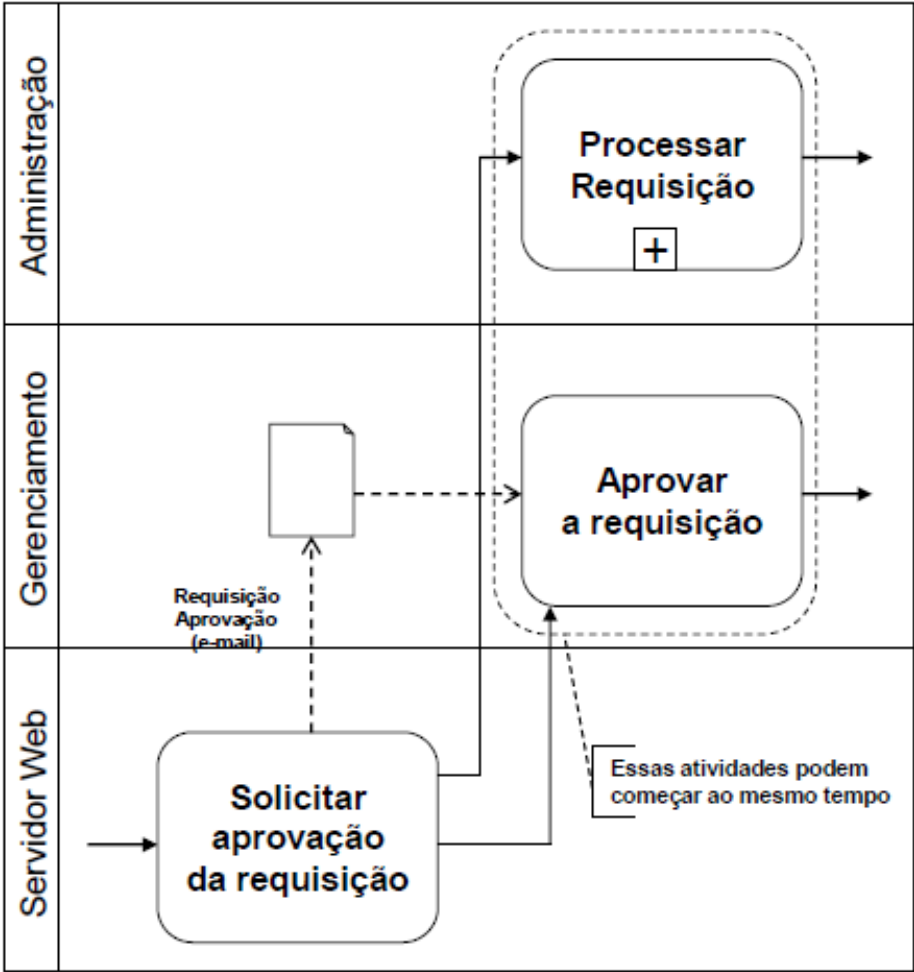 Administração
Processar
Requisição
+
Gerenciamento
Aprovar
a requisição
Requisição
Aprovação
(e-mail)
Servidor Web
Solicitar
aprovação
da requisição
Essas atividades podem
começar ao mesmo tempo